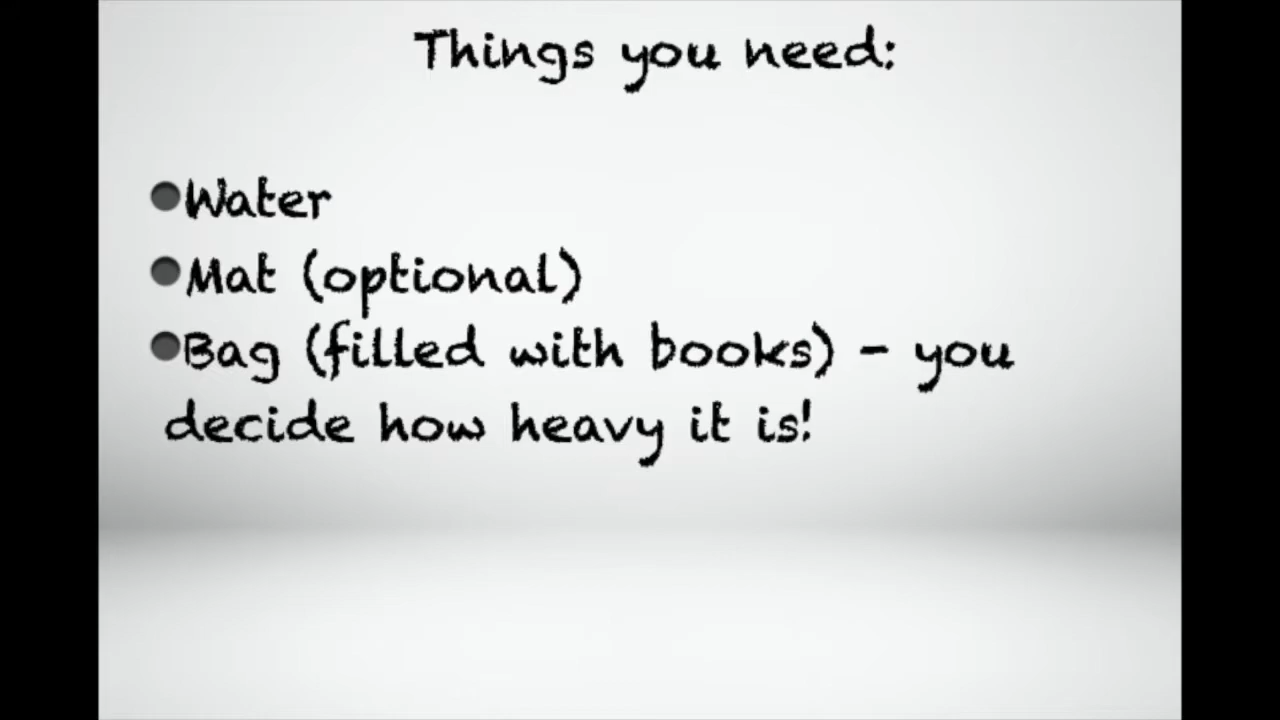 Things you need:
Water
Mat (optional)
Bag (filled with books) - you
decide how heavy it is!